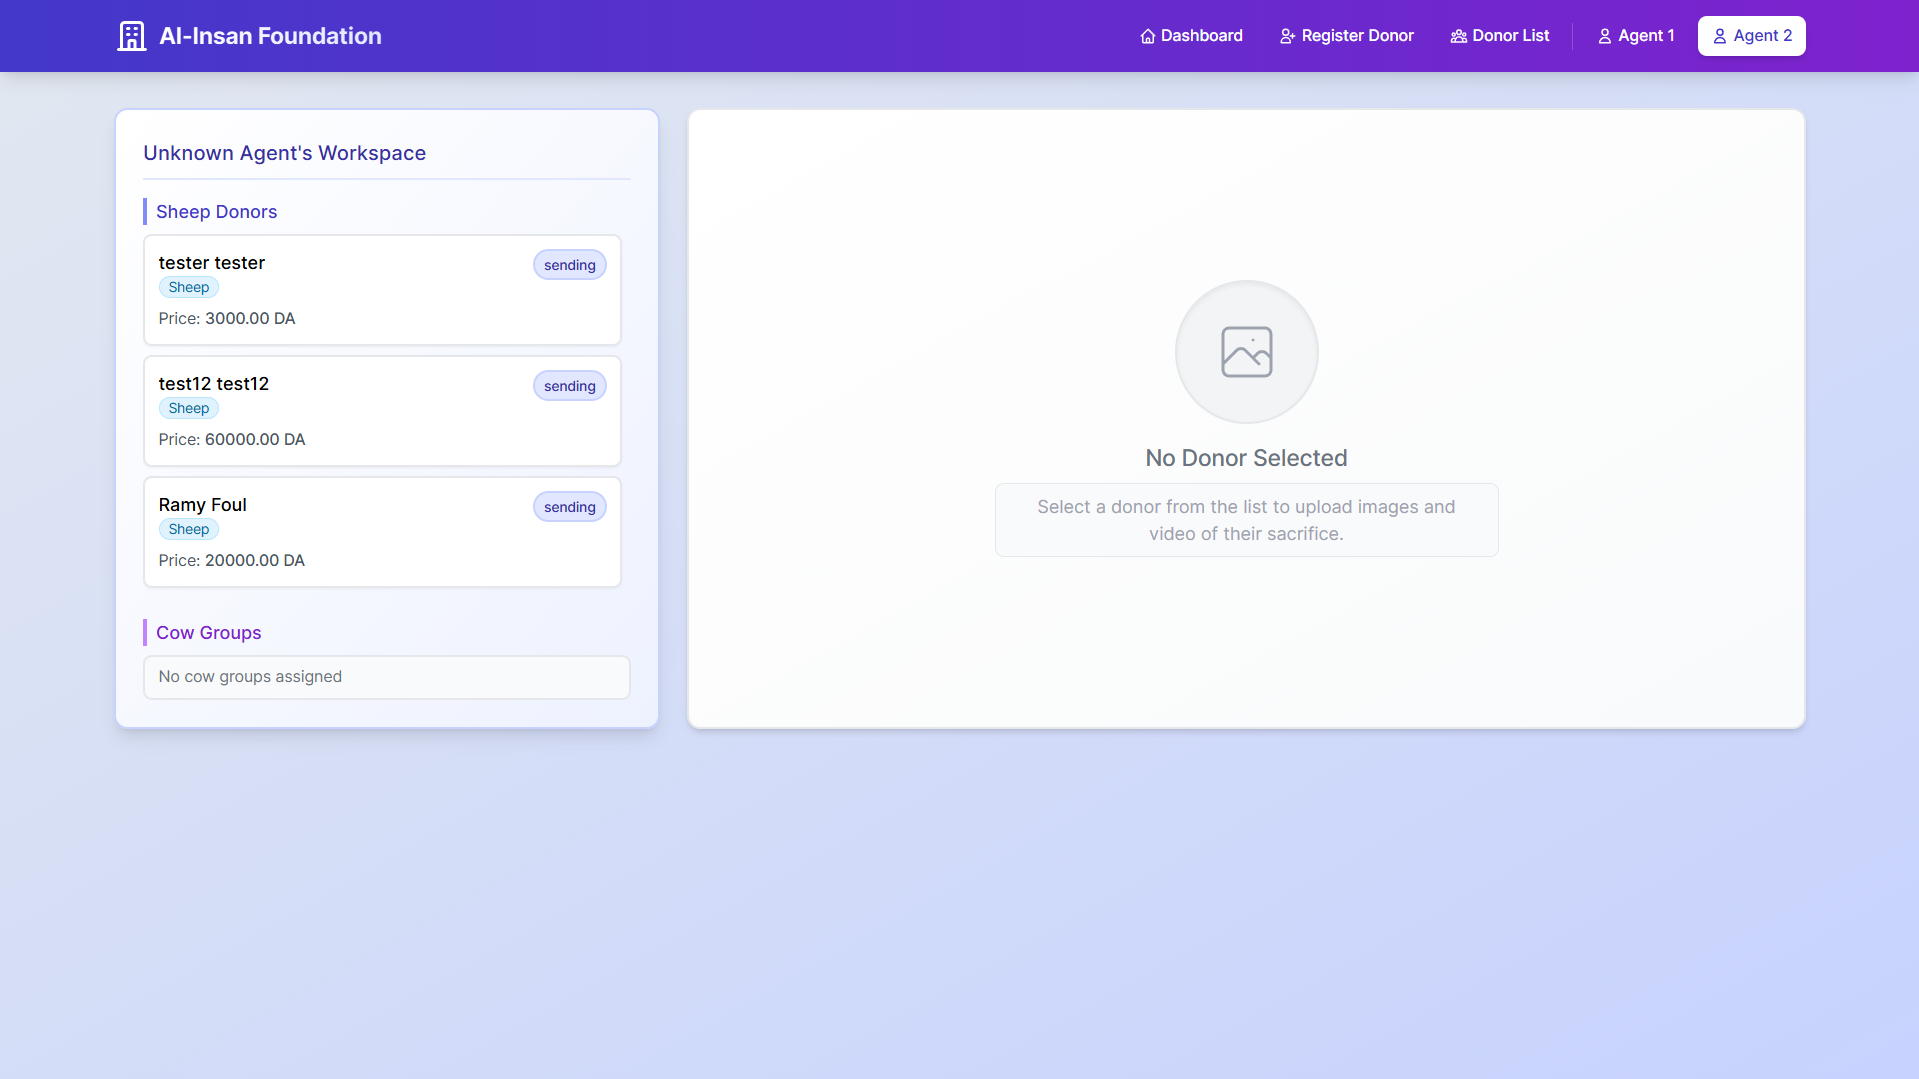 Al-Insan Foundation
Dashboard
Register Donor
Donor List
Agent 1
Agent 2
Unknown Agent's Workspace
Sheep Donors
tester tester
sending
Sheep
Price: 3000.00 DA
test12 test12
sending
Sheep
Price: 60000.00 DA
Ramy Foul
sending
Sheep
Price: 20000.00 DA
Cow Groups
No cow groups assigned
No Donor Selected
Select a donor from the list to upload images and
video of their sacrifice.